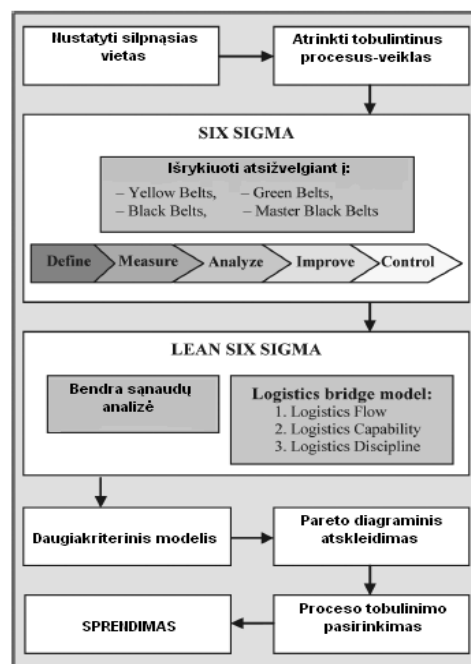 Nustatyti silpnąsias
vietas
Atrinkti tobulintinus
procesus-veiklas
SIX SIGMA
Išrykiuoti atsižvelgiant į:
– Yellow Belts, – Green Belts,
– Black Belts, – Master Black Belts
Define Measure Analyze Improve Control
LEAN SIX SIGMA
Bendra sąnaudų
analizė
Logistics bridge model:
1. Logistics Flow
2. Logistics Capability
3. Logistics Discipline
Daugiakriterinis modelis
Pareto diagraminis
atskleidimas
SPRENDIMAS
Proceso tobulinimo
pasirinkimas